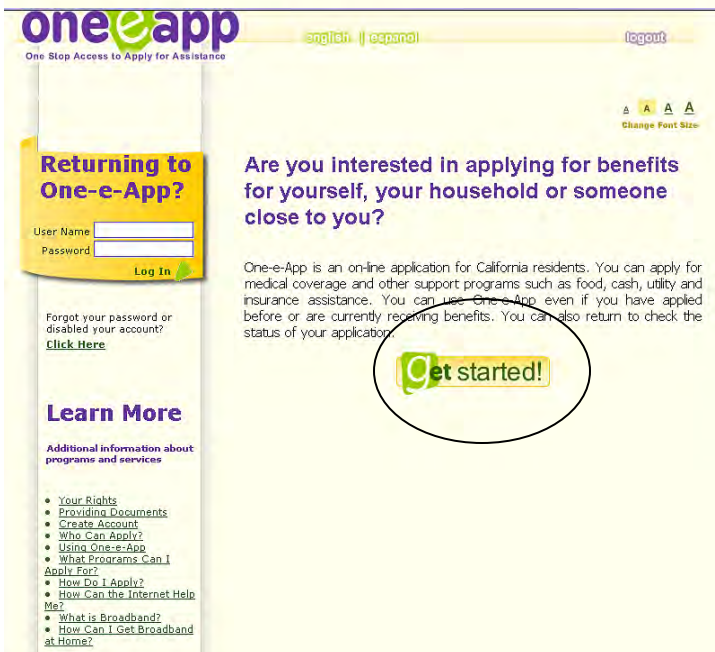 one e app
One Stop Access to Apply for Assistance
english || espanol
logout
A A A A
Change Font Size
Returning to
One-e-App?
User Name
Password
Log In
Forgot your password or
disabled your account?
Click Here
Learn More
Additional information about
programs and services
• Your Rights
• Providing Documents
• Create Account
• Who Can Apply?
• Using One-e-App
• What Programs Can I
Apply For?
• How Do I Apply?
• How Can the Internet Help
Me?
• What is Broadband?
• How Can I Get Broadband
at Home?
Are you interested in applying for benefits
for yourself, your household or someone
close to you?
One-e-App is an on-line application for California residents. You can apply for
medical coverage and other support programs such as food, cash, utility and
insurance assistance. You can use One-e-App even if you have applied
before or are currently receiving benefits. You can also return to check the
status of your application.
get started!